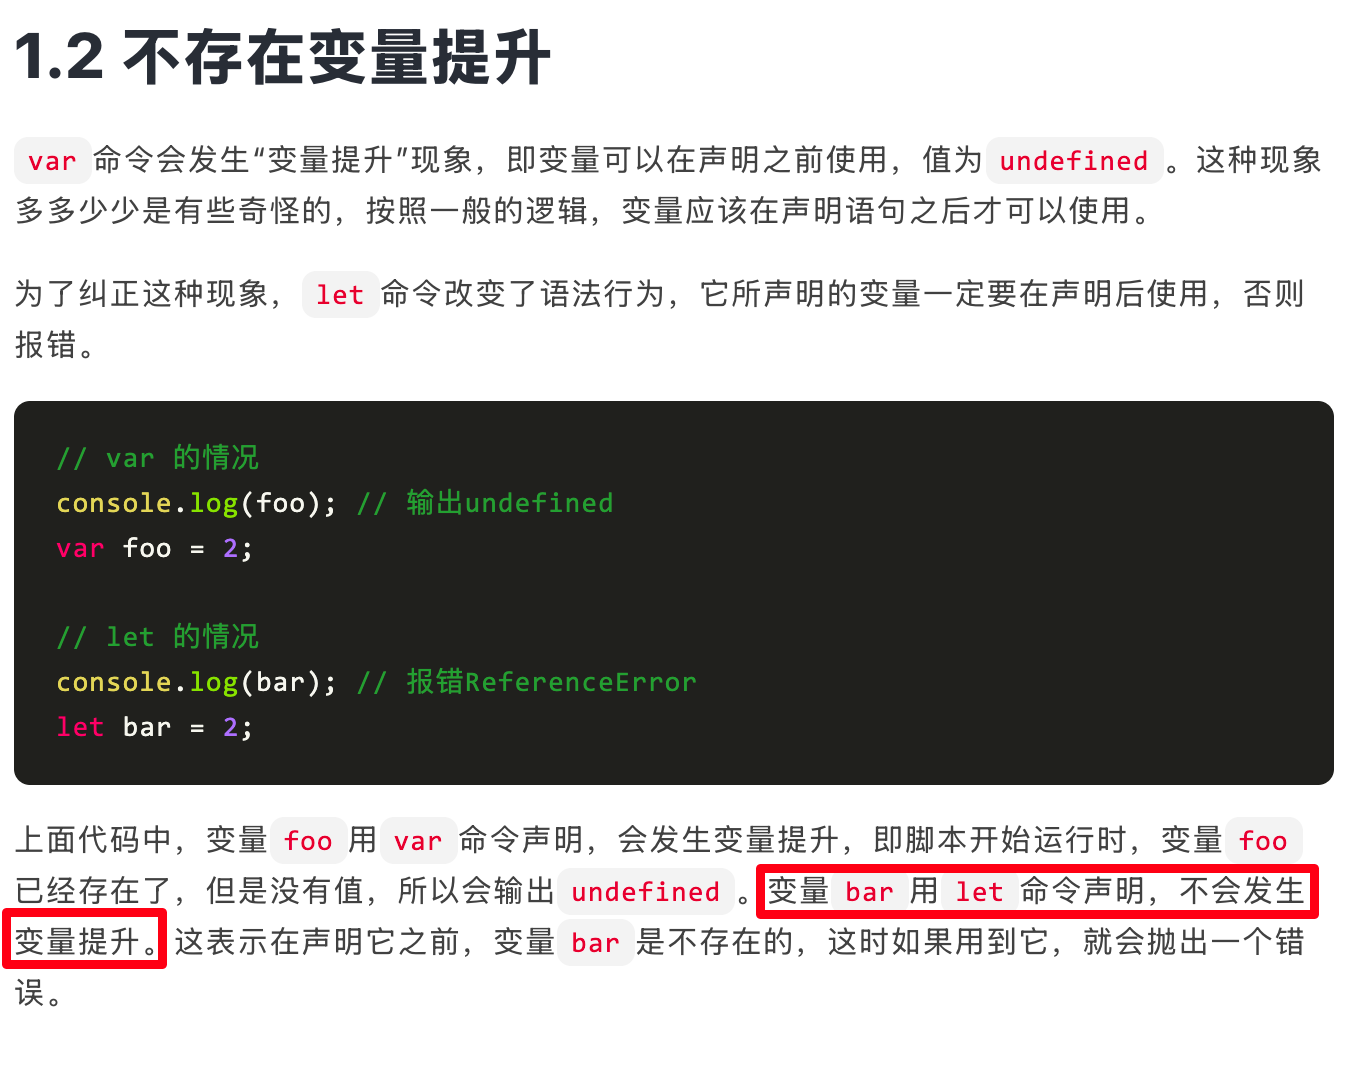 1.2 不存在变量提升
var 命令会发生“变量提升”现象，即变量可以在声明之前使用，值为 undefined 。这种现象
多多少少是有些奇怪的，按照一般的逻辑，变量应该在声明语句之后才可以使用。
为了纠正这种现象， let 命令改变了语法行为，它所声明的变量一定要在声明后使用，否则
报错。
// var 的情况
console.log(foo); // 输出undefined
var foo = 2;
// let 的情况
console.log(bar); // 报错ReferenceError
let bar = 2;
上面代码中，变量 foo 用 var 命令声明，会发生变量提升，即脚本开始运行时，变量 foo
已经存在了，但是没有值，所以会输出 undefined 。变量 bar 用 let 命令声明，不会发生
变量提升。这表示在声明它之前，变量 bar 是不存在的，这时如果用到它，就会抛出一个错
误。